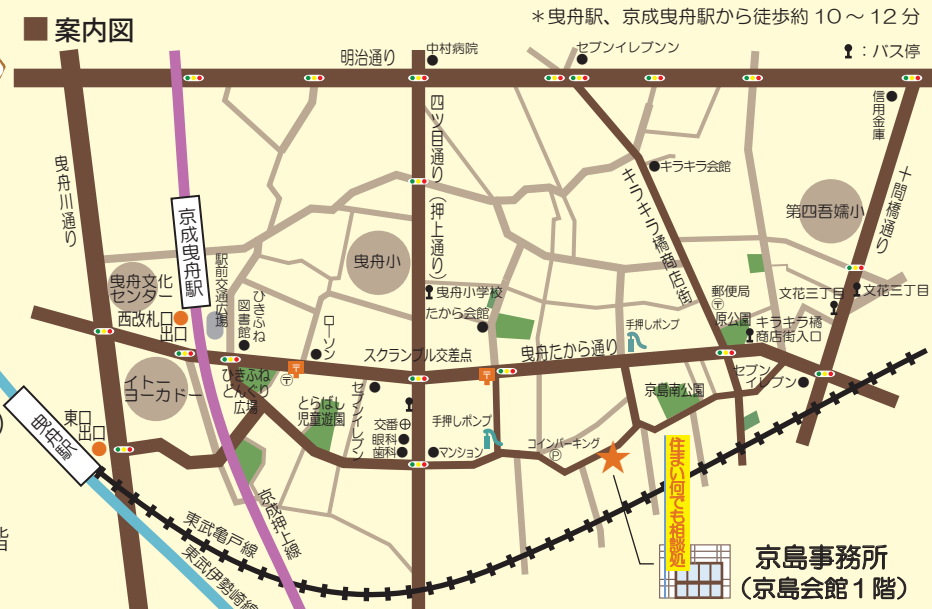 案内図
＊曳舟駅、京成曳舟駅から徒歩約 10 ～ 12 分
：バス停
明治通り
中村病院
セブンイレブン
信用金庫
四ツ目通り（押上通り）
曳舟川通り
キラキラ会館
キラキラ橘商店街
十間橋通り
第四吾嬬小
京成曳舟駅
駅前交通広場
曳舟文化
センター
西改札口
出口
ひきふね
図書館
ローソン
曳舟小
曳舟小学校
たから会館
手押しポンプ
郵便局
〒
原公園
文花三丁目
文花三丁目
キラキラ橘
商店街入口
スクランブル交差点
曳舟たから通り
〒
〒
イトー
ヨーカドー
ひきふね
どんぐり
広場
〒
とらばし
児童遊園
セブンイレブン
交番
眼科
歯科
マンション
手押しポンプ
コインパーキング
P
京島南公園
セブン
イレブン
東口
出口
曳舟駅
京成押上線
東武亀戸線
東武伊勢崎線
住まい何でも相談処
京島事務所
（京島会館１階）
階